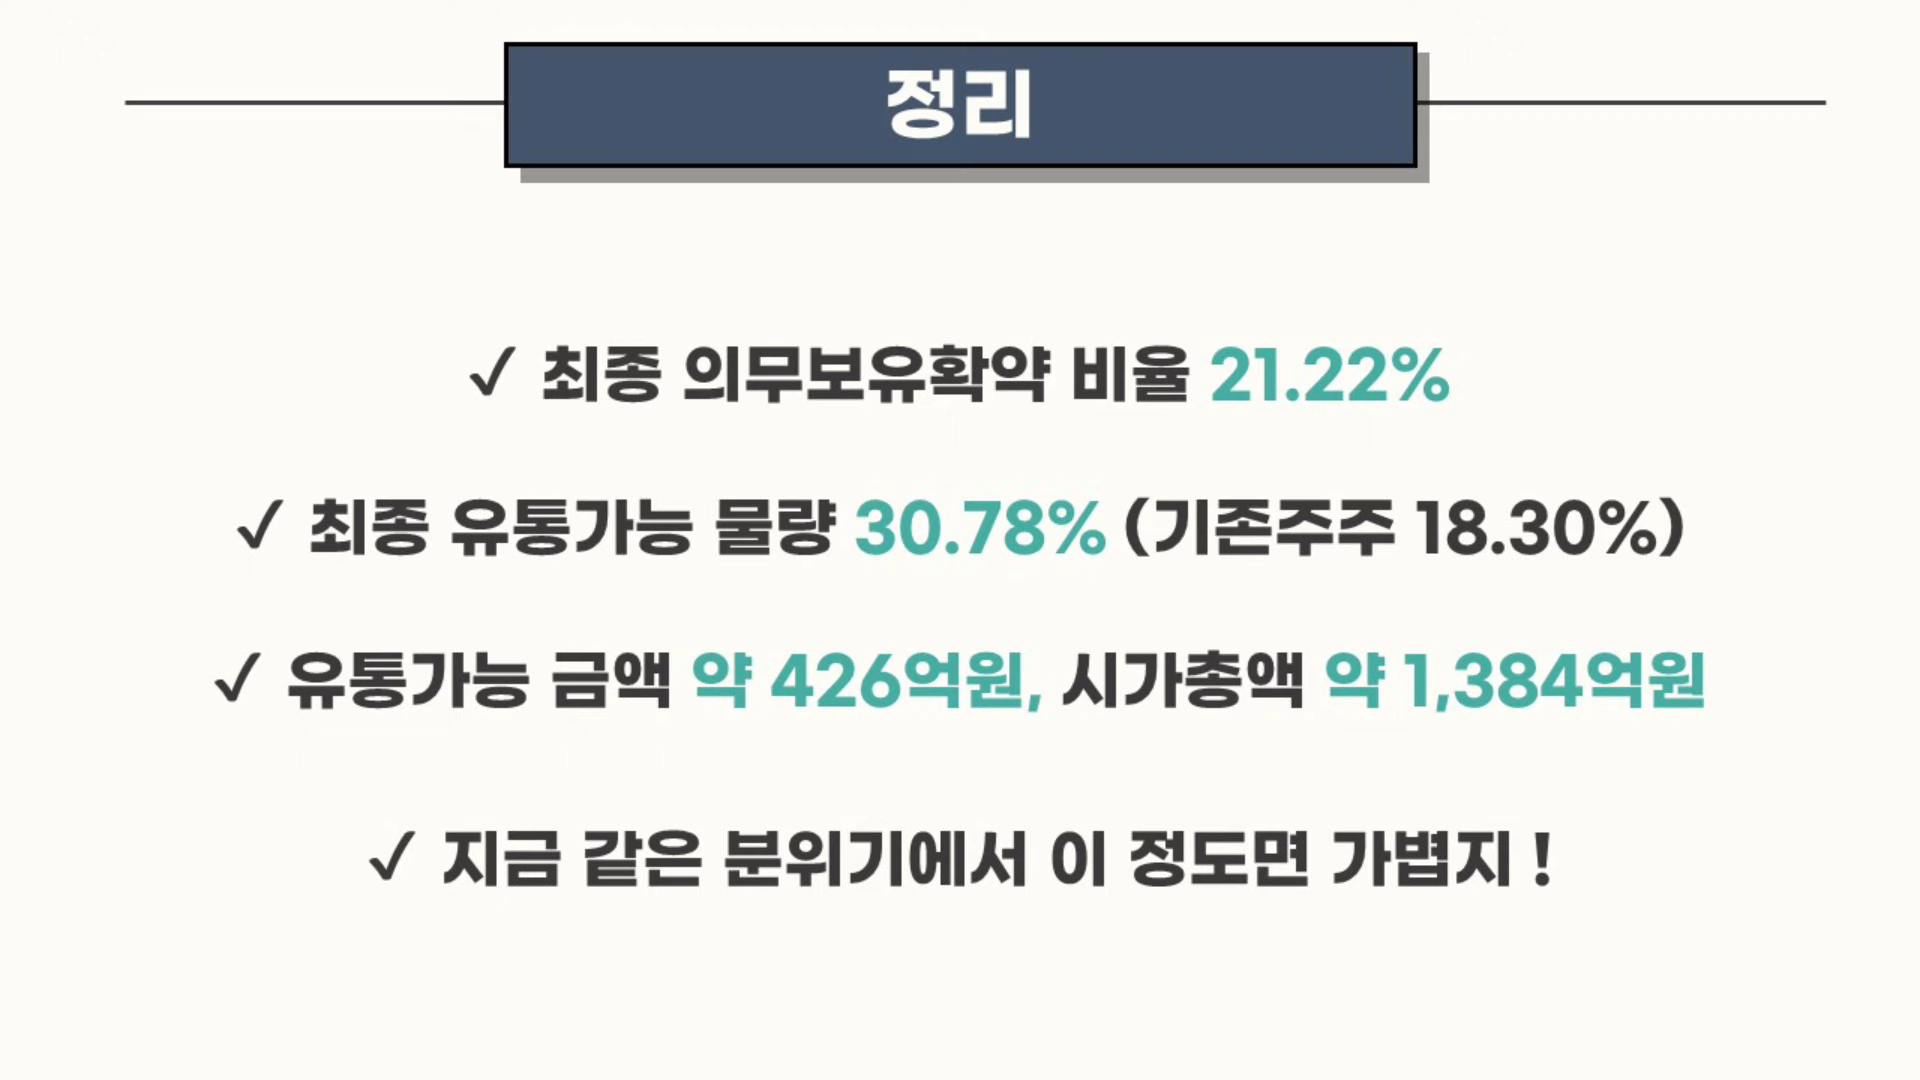 정리
✓ 최종 의무보유확약 비율 21.22%
✓ 최종 유통가능 물량 30.78% (기존주주 18.30%)
✓ 유통가능 금액 약 426억원, 시가총액 약 1,384억원
✓ 지금 같은 분위기에서 이 정도면 가볍지 !